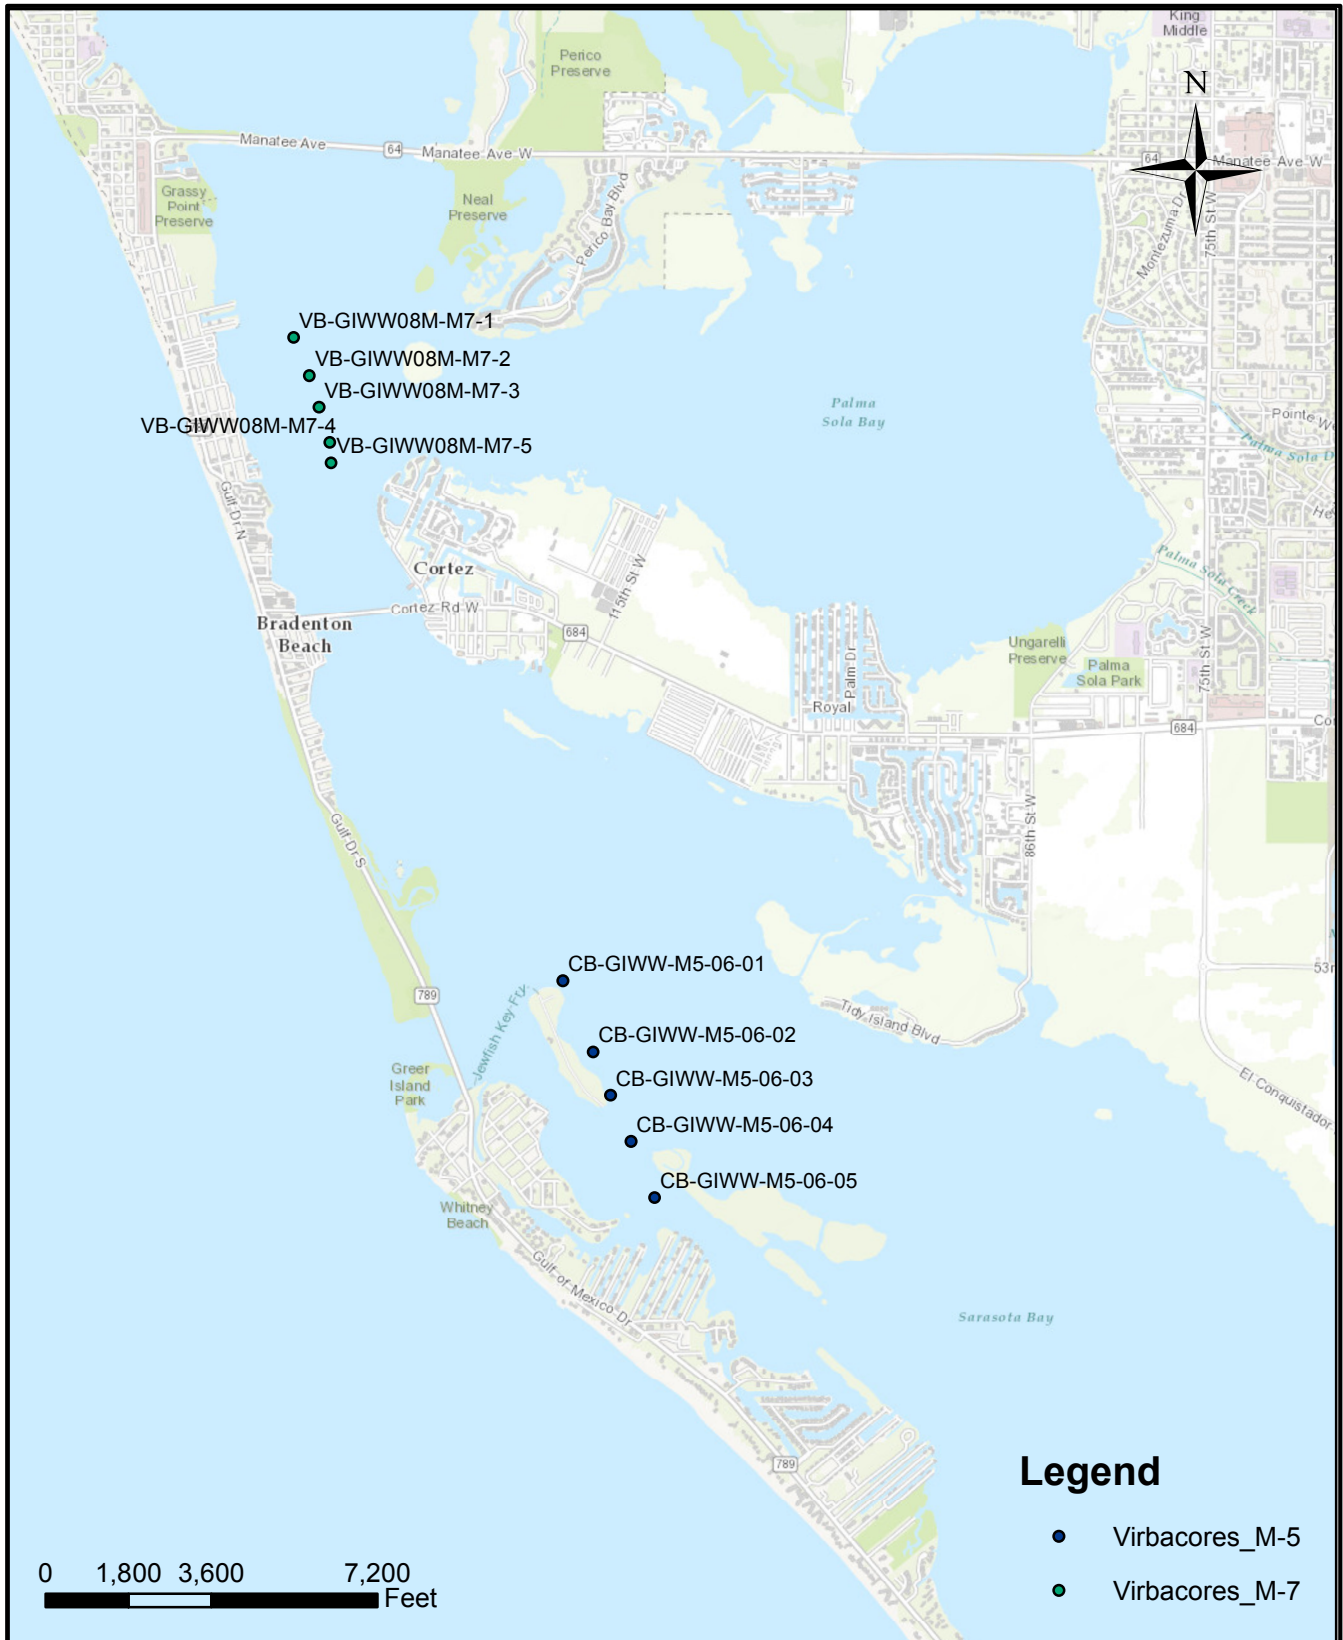 King
Middle
Perico
Preserve
N
Manatee Ave
64
Manatee Ave W
64
Manatee Ave W
Grassy
Point
Preserve
Neal
Preserve
Perico Bay Blvd
Montezuma Dr
75th St W
VB-GIWW08M-M7-1
VB-GIWW08M-M7-2
VB-GIWW08M-M7-3
VB-GIWW08M-M7-4
VB-GIWW08M-M7-5
Palma
Sola Bay
Pointe W
Palma Sola D
He
Gulf Dr N
Cortez
115th St W
Palma Sola Creek
Cortez Rd W
Bradenton
Beach
684
Ungarelli
Preserve
Palma
Sola Park
75th St W
Palm Dr
Royal
684
Co
Gulf Dr S
86th St W
CB-GIWW-M5-06-01
53r
789
Jewfish Key Fry
Tidy Island Blvd
CB-GIWW-M5-06-02
Greer
Island
Park
CB-GIWW-M5-06-03
El Conquistador
CB-GIWW-M5-06-04
CB-GIWW-M5-06-05
Whitney
Beach
Gulf of Mexico Dr
Sarasota Bay
789
Legend
Virbacores_M-5
Virbacores_M-7
0 1,800 3,600 7,200
Feet